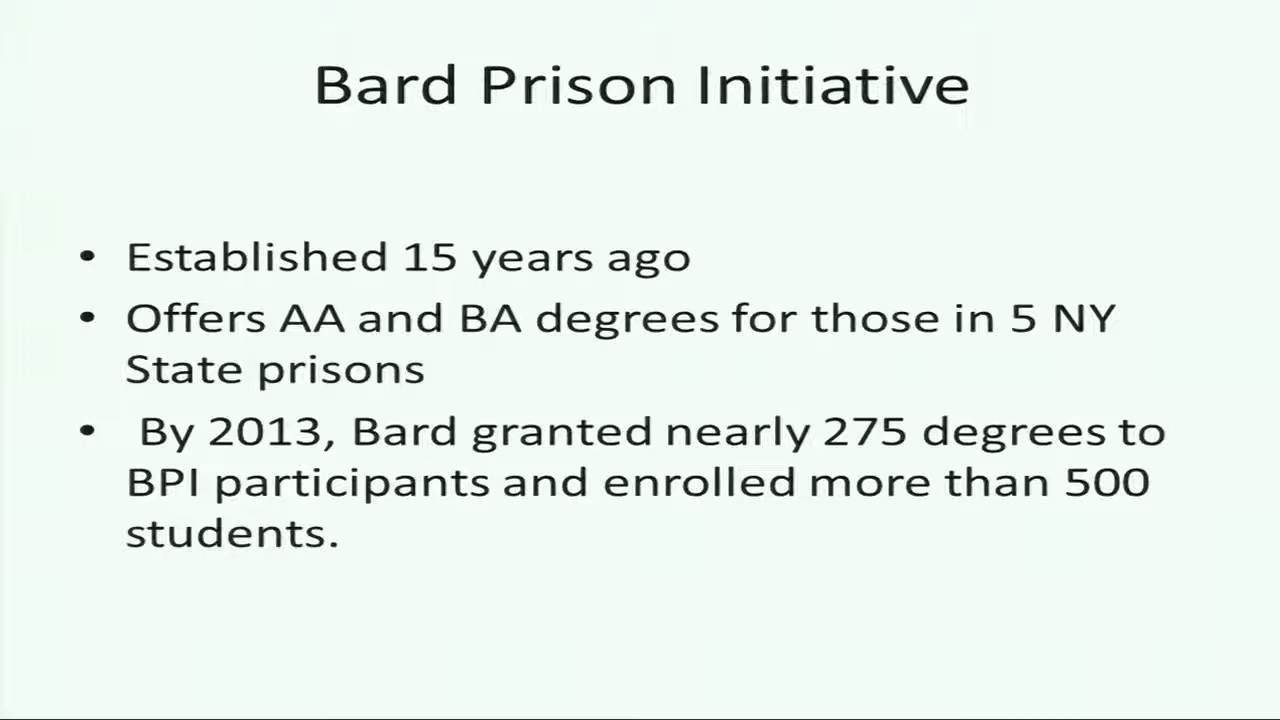 Bard Prison Initiative
• Established 15 years ago
• Offers AA and BA degrees for those in 5 NY
State prisons
• By 2013, Bard granted nearly 275 degrees to
BPI participants and enrolled more than 500
students.